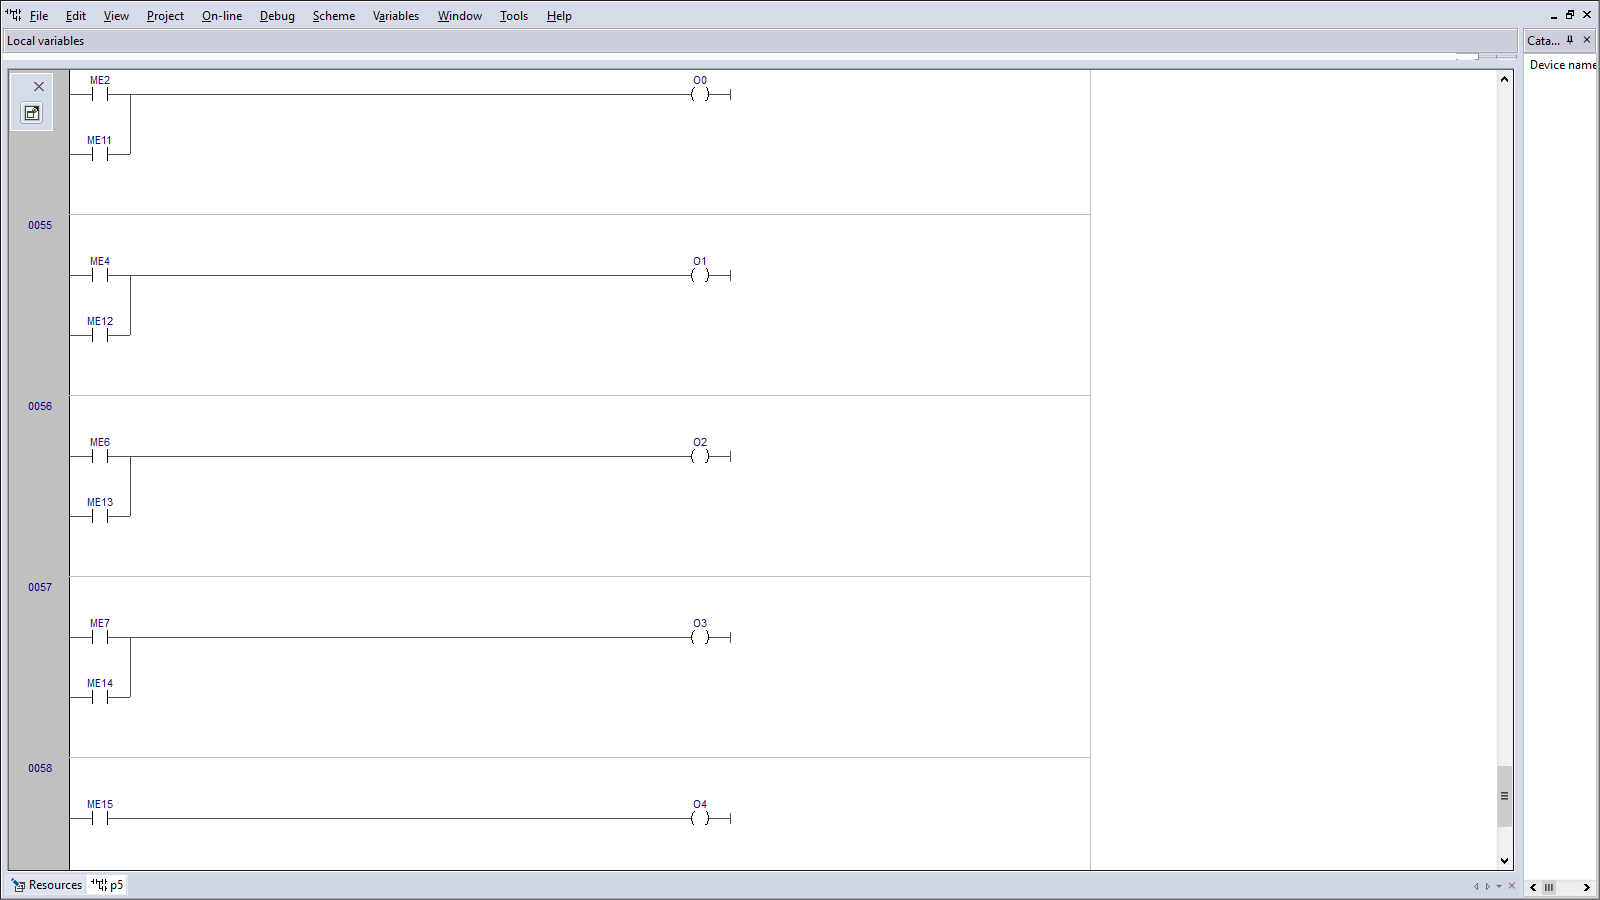 File Edit View Project On-line Debug Scheme Variables Window Tools Help
Local variables
Cata...
Device name
ME2 O0
ME11
0055
ME4 O1
ME12
0056
ME6 O2
ME13
0057
ME7 O3
ME14
0058
ME15 O4
Resources p5